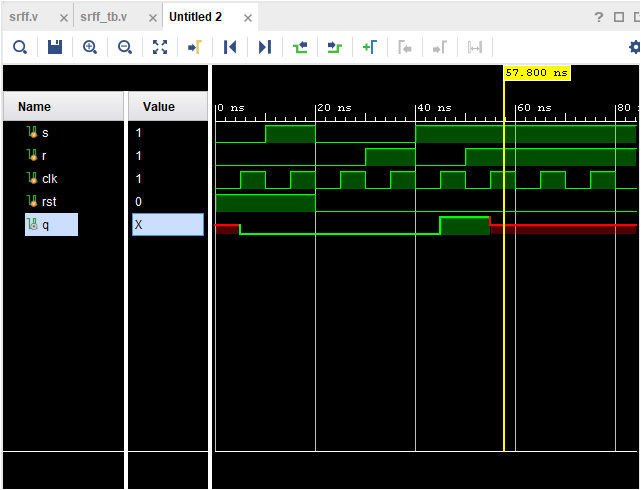 srff.v × srff_tb.v × Untitled 2 ×
?
57.800 ns
Name Value
0 ns 20 ns 40 ns 60 ns 80
s 1
r 1
clk 1
rst 0
q X